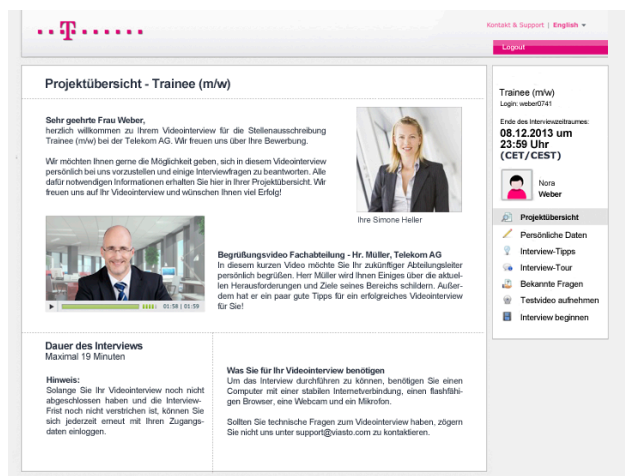 T
Kontakt & Support | English
Logout
Projektübersicht - Trainee (m/w)
Sehr geehrte Frau Weber,
herzlich willkommen zu Ihrem Videointerview für die Stellenausschreibung
Trainee (m/w) bei der Telekom AG. Wir freuen uns über Ihre Bewerbung.
Wir möchten Ihnen gerne die Möglichkeit geben, sich in diesem Videointerview
persönlich bei uns vorzustellen und einige Interviewfragen zu beantworten. Alle
dafür notwendigen Informationen erhalten Sie hier in Ihrer Projektübersicht. Wir
freuen uns auf Ihr Videointerview und wünschen Ihnen viel Erfolg!
Ihre Simone Heller
01:58 | 01:59
Begrüßungsvideo Fachabteilung - Hr. Müller, Telekom AG
In diesem kurzen Video möchte Sie Ihr zukünftiger Abteilungsleiter
persönlich begrüßen. Herr Müller wird Ihnen Einiges über die aktuel-
len Herausforderungen und Ziele seines Bereichs schildern. Außer-
dem hat er ein paar gute Tipps für ein erfolgreiches Videointerview
für Sie!
Dauer des Interviews
Maximal 19 Minuten
Hinweis:
Solange Sie Ihr Videointerview noch nicht
abgeschlossen haben und die Interview-
Frist noch nicht verstrichen ist, können Sie
sich jederzeit erneut mit Ihren Zugangs-
daten einloggen.
Was Sie für Ihr Videointerview benötigen
Um das Interview durchführen zu können, benötigen Sie einen
Computer mit einer stabilen Internetverbindung, einen flashfähi-
gen Browser, eine Webcam und ein Mikrofon.
Sollten Sie technische Fragen zum Videointerview haben, zögern
Sie nicht uns unter support@viasto.com zu kontaktieren.
Trainee (m/w)
Login: weber0741
Ende des Interviewzeitraumes:
08.12.2013 um
23:59 Uhr
(CET/CEST)
Nora
Weber
Projektübersicht
Persönliche Daten
Interview-Tipps
Interview-Tour
Bekannte Fragen
Testvideo aufnehmen
Interview beginnen